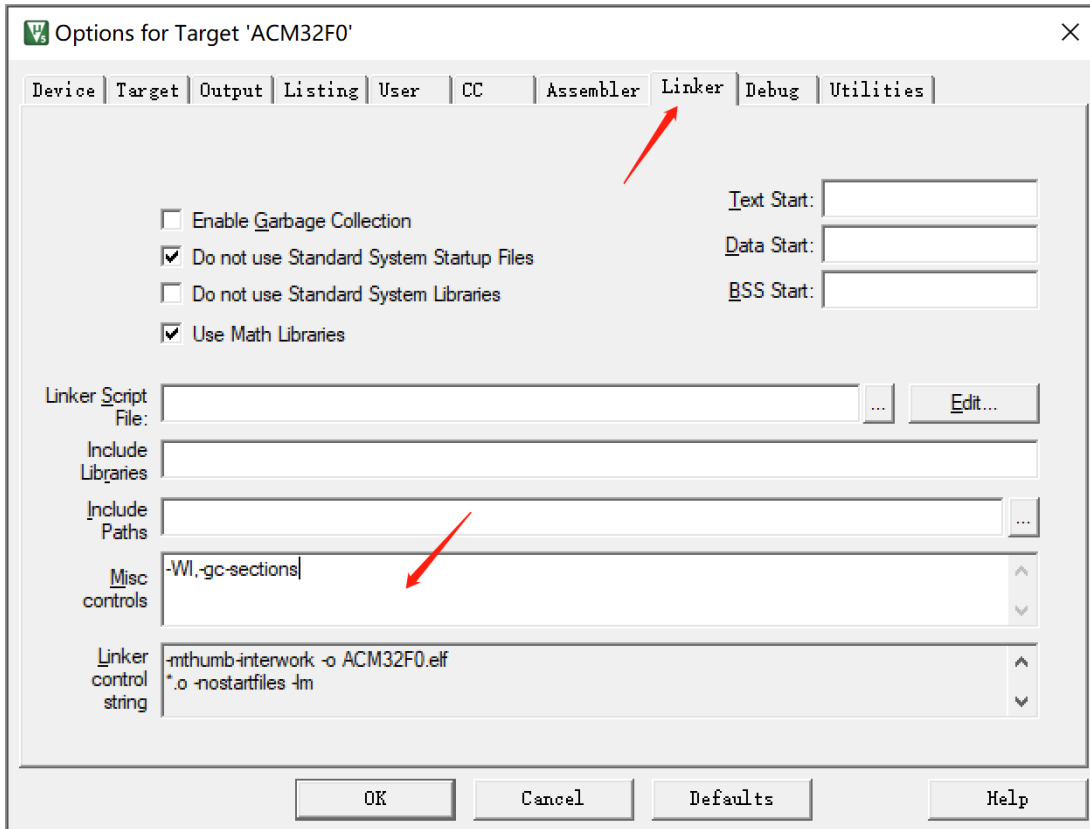 Options for Target 'ACM32F0'
Device Target Output Listing User CC Assembler Linker Debug Utilities
Enable Garbage Collection
Do not use Standard System Startup Files
Do not use Standard System Libraries
Use Math Libraries
Text Start:
Data Start:
BSS Start:
Linker Script
File:
... Edit...
Include
Libraries
Include
Paths
...
Misc
controls
-Wl,-gc-sections
Linker
control
string
-mthumb-interwork -o ACM32F0.elf
*.o -nostartfiles -lm
OK Cancel Defaults Help